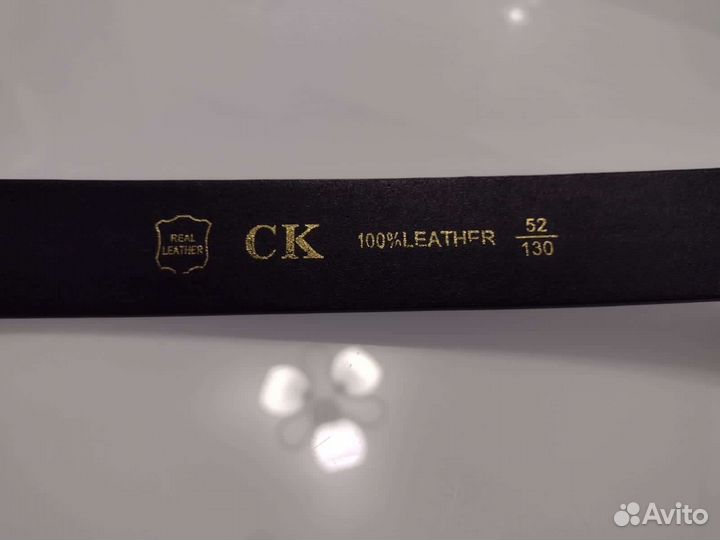 REAL
LEATHER
CK
100%LEATHER
52
130
Avito